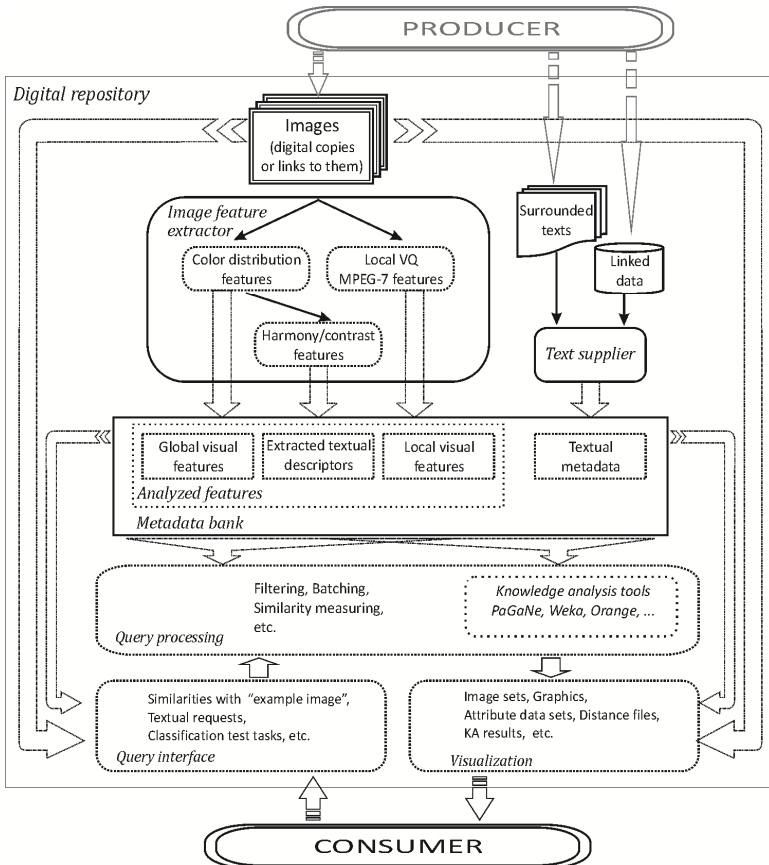 PRODUCER
Digital repository
Images
(digital copies
or links to them)
Image feature
extractor
Color distribution
features
Local VQ
MPEG-7 features
Harmony/contrast
features
Surrounded
texts
Linked
data
Text supplier
Global visual
features
Extracted textual
descriptors
Local visual
features
Textual
metadata
Analyzed features
Metadata bank
Filtering, Batching,
Similarity measuring,
etc.
Knowledge analysis tools
PaGaNe, Weka, Orange, ...
Query processing
Similarities with “example image”,
Textual requests,
Classification test tasks, etc.
Query interface
Image sets, Graphics,
Attribute data sets, Distance files,
KA results,  etc.
Visualization
CONSUMER